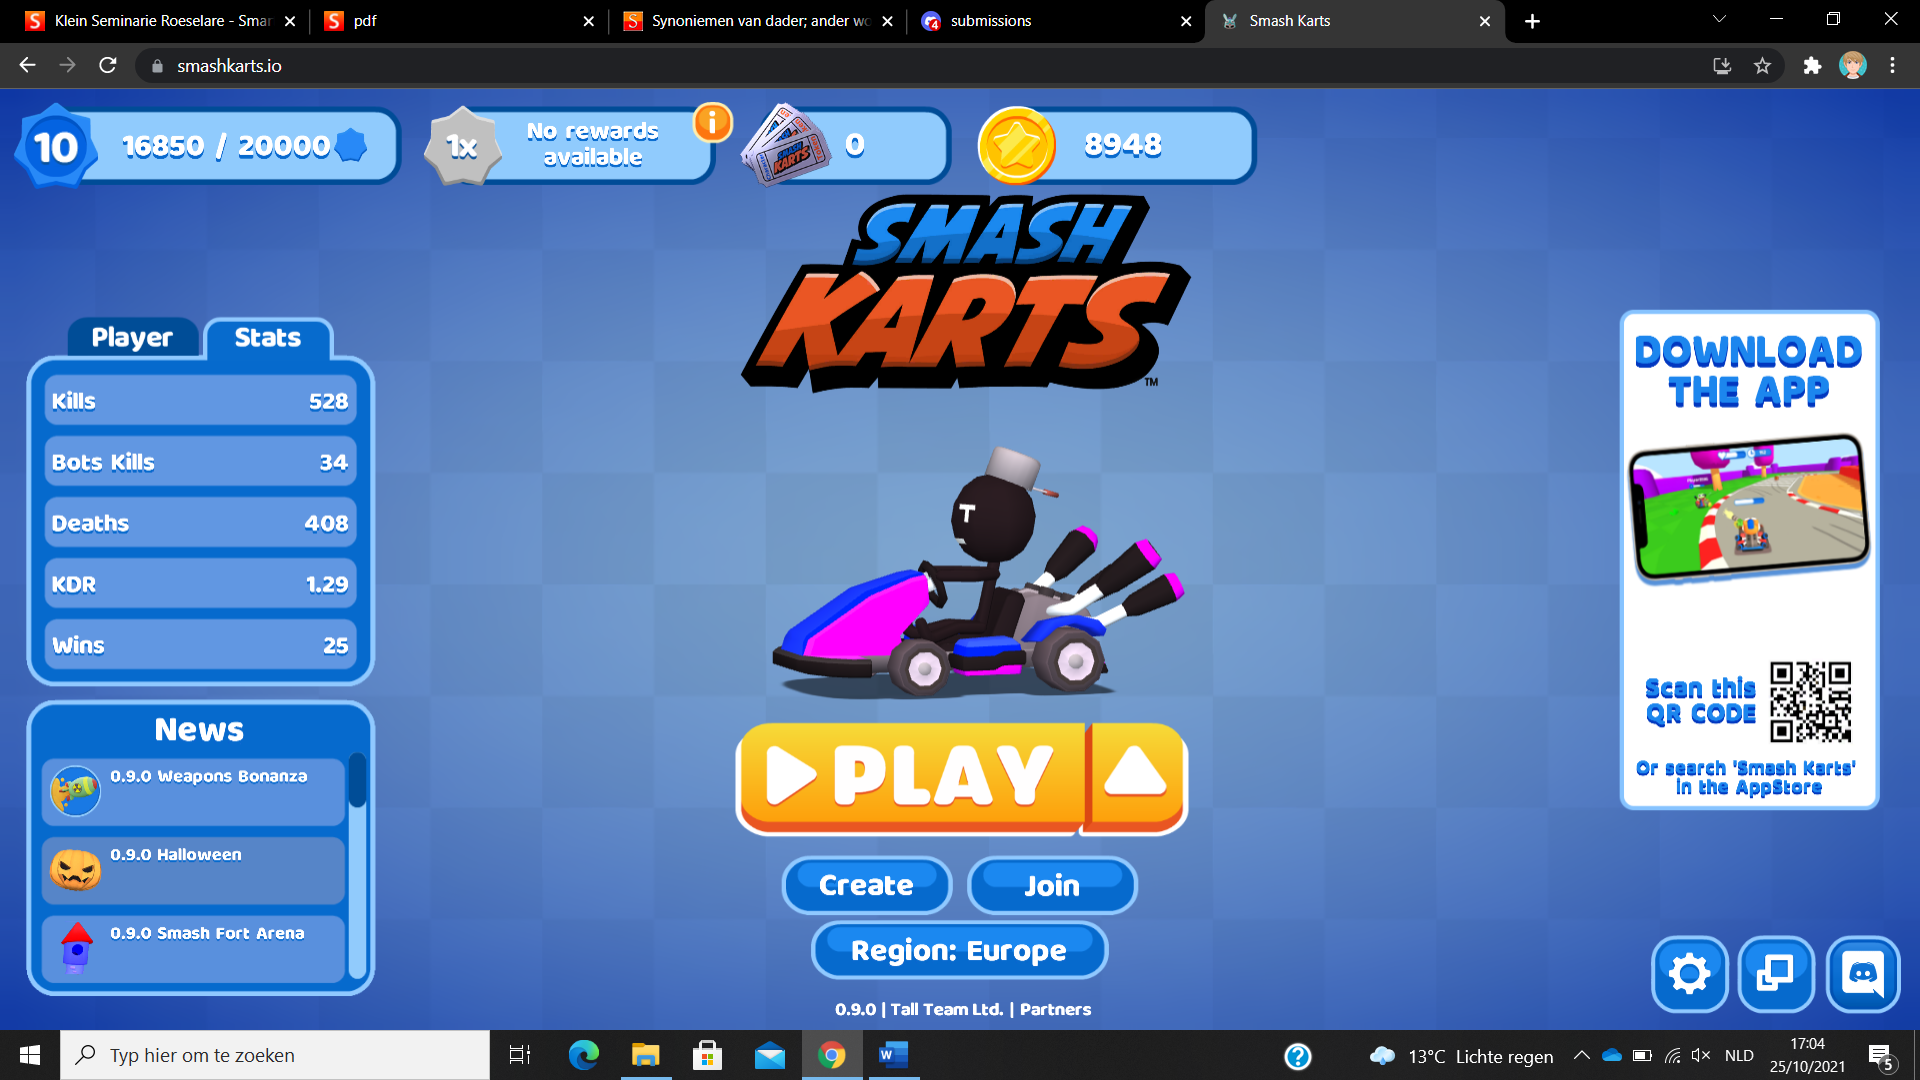 Klein Seminarie Roeselare - Smar
pdf
Synoniemen van dader; ander wo
submissions
Smash Karts
smashkarts.io
10
16850 / 20000
1x
No rewards
available
i
0
8948
SMASH
KARTS
TM
Player
Stats
Kills 528
Bots Kills 34
Deaths 408
KDR 1.29
Wins 25
News
0.9.0 Weapons Bonanza
0.9.0 Halloween
0.9.0 Smash Fort Arena
T
PLAY
Create
Join
Region: Europe
0.9.0 | Tall Team Ltd. | Partners
DOWNLOAD
THE APP
Scan this
QR CODE
Or search 'Smash Karts'
in the AppStore
Typ hier om te zoeken
13°C Lichte regen
NLD
17:04
25/10/2021
5